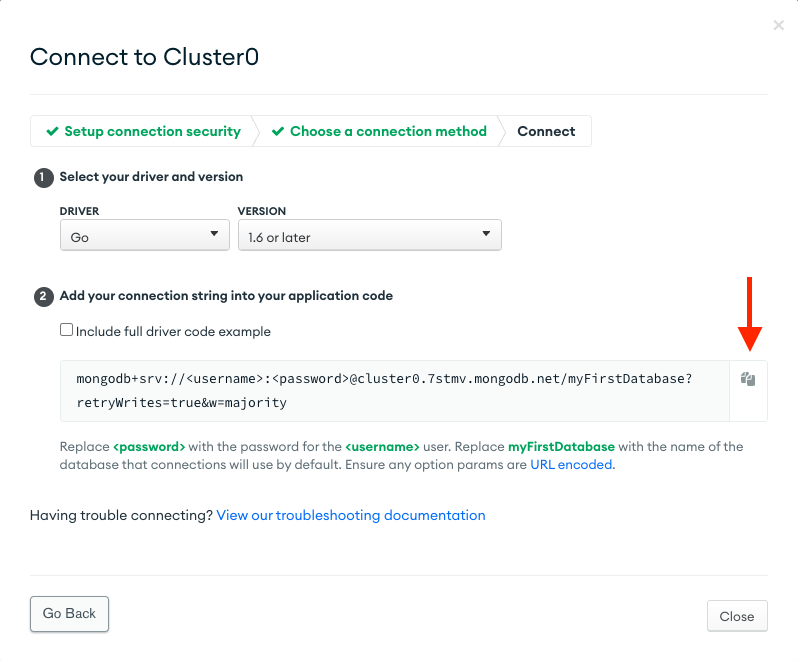 ×
Connect to Cluster0
✔ Setup connection security ✔ Choose a connection method Connect
1 Select your driver and version
DRIVER VERSION
Go 1.6 or later
2 Add your connection string into your application code
Include full driver code example
mongodb+srv://<username>:<password>@cluster0.7stmv.mongodb.net/myFirstDatabase?
retryWrites=true&w=majority
Replace <password> with the password for the <username> user. Replace myFirstDatabase with the name of the
database that connections will use by default. Ensure any option params are URL encoded.
Having trouble connecting? View our troubleshooting documentation
Go Back Close